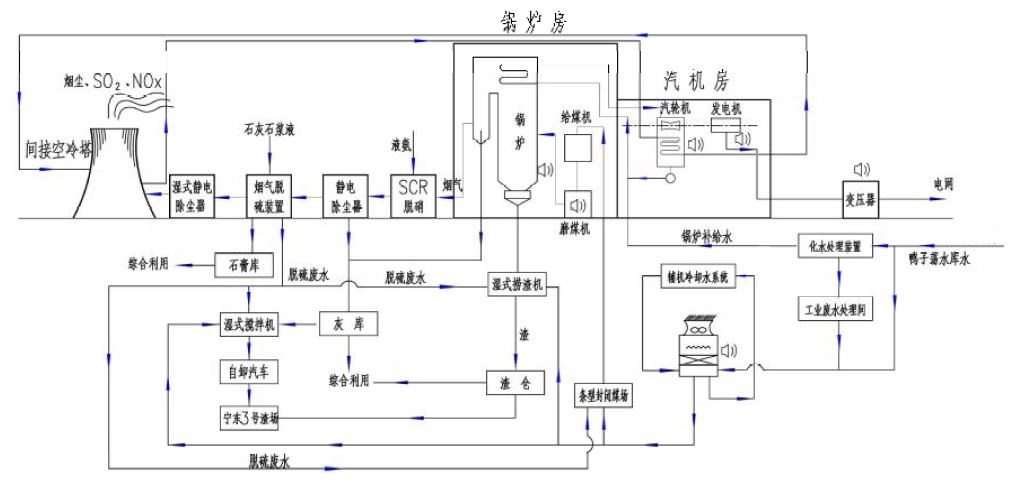 锅炉房
烟尘、SO2、NOx
汽机房
汽轮机
发电机
给煤机
石灰石浆液
液氨
锅炉
间接空冷塔
湿式静电
除尘器
烟气脱
硫装置
静电
除尘器
SCR
脱硝
烟气
磨煤机
变压器
电网
锅炉补给水
化水处理装置
鸭子荡水库水
综合利用
石膏库
脱硫废水
脱硫废水
湿式捞渣机
辅机冷却水系统
工业废水处理间
湿式搅拌机
灰库
渣
自卸汽车
综合利用
渣仓
条型封闭煤场
宁东3号渣场
脱硫废水